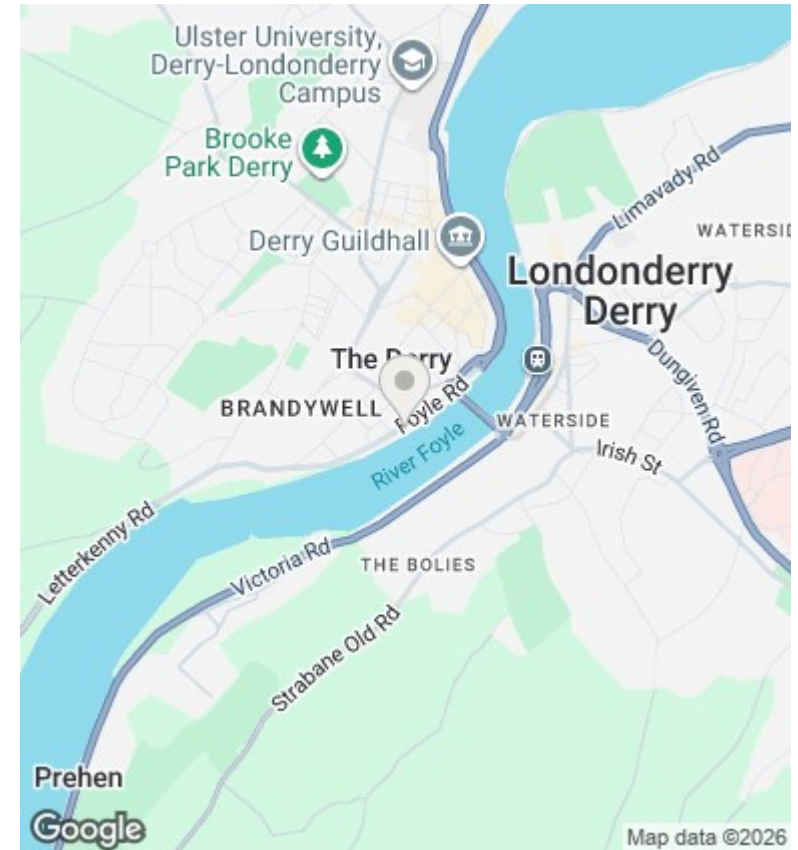 Ulster University,
Derry-Londonderry
Campus
Brooke
Park Derry
Limavady Rd
WATERSID
Derry Guildhall
Londonderry
Derry
The Derry
Dungiven Rd
BRANDYWELL
Foyle Rd
WATERSIDE
River Foyle
Irish St
Letterkenny Rd
Victoria Rd
THE BOLIES
Strabane Old Rd
Prehen
Google
Map data ©2026